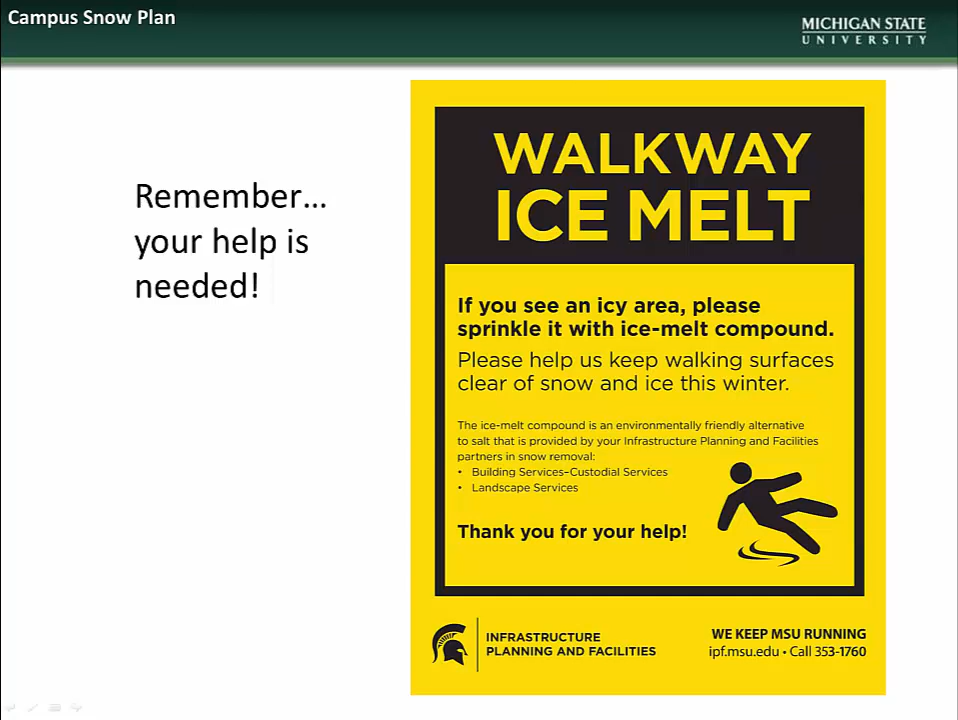 Campus Snow Plan
MICHIGAN STATE
UNIVERSITY
Remember...
your help is
needed!
WALKWAY
ICE MELT
If you see an icy area, please
sprinkle it with ice-melt compound.
Please help us keep walking surfaces
clear of snow and ice this winter.
The ice-melt compound is an environmentally friendly alternative
to salt that is provided by your Infrastructure Planning and Facilities
partners in snow removal:
• Building Services–Custodial Services
• Landscape Services
Thank you for your help!
INFRASTRUCTURE
PLANNING AND FACILITIES
WE KEEP MSU RUNNING
ipf.msu.edu • Call 353-1760